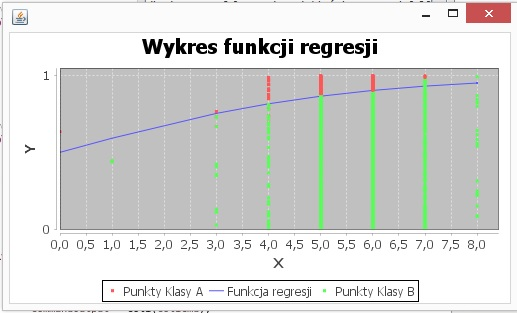 Wykres funkcji regresji
1
Y
0
0,0 0,5 1,0 1,5 2,0 2,5 3,0 3,5 4,0 4,5 5,0 5,5 6,0 6,5 7,0 7,5 8,0
X
Punkty Klasy A Funkcja regresji Punkty Klasy B